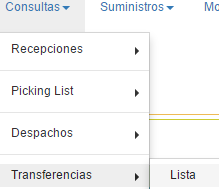 Consultas Suministros
Recepciones
Picking List
Despachos
Transferencias Lista